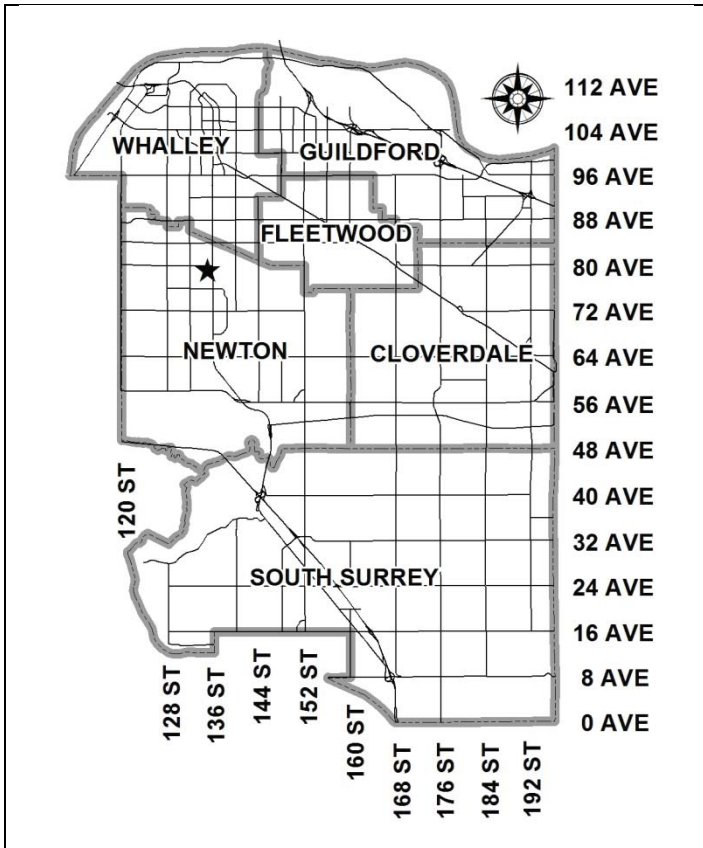 112 AVE
104 AVE
WHALLEY
GUILDFORD
96 AVE
88 AVE
FLEETWOOD
80 AVE
72 AVE
NEWTON
CLOVERDALE
64 AVE
56 AVE
48 AVE
120 ST
40 AVE
32 AVE
SOUTH SURREY
24 AVE
16 AVE
128 ST
136 ST
144 ST
152 ST
160 ST
8 AVE
0 AVE
168 ST
176 ST
184 ST
192 ST